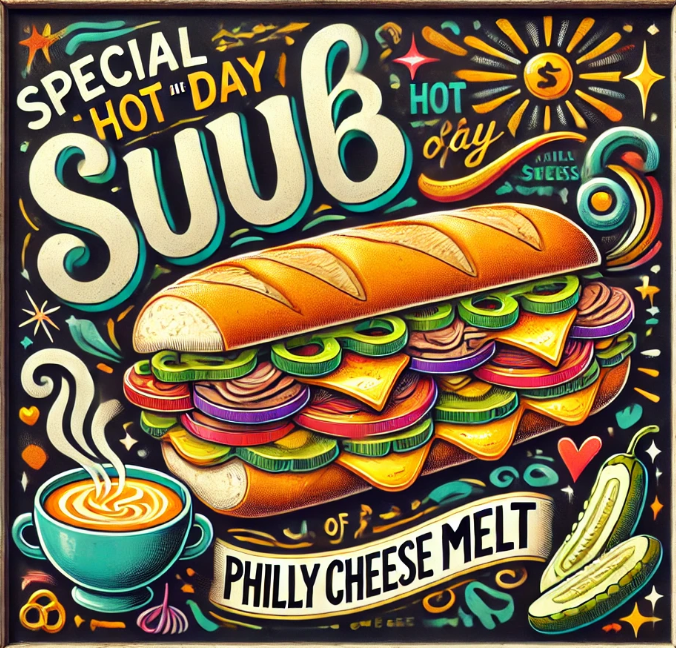 SPECIAL
HOT DAY
SUUB
HOT
day
$
OF
PHILLY CHEESE MELT